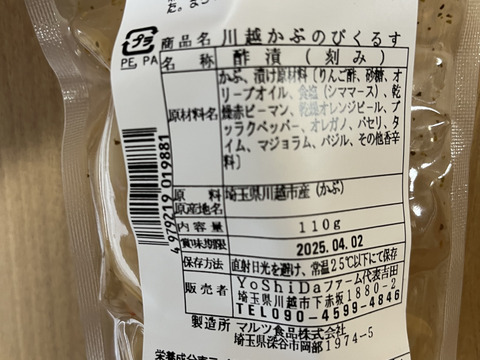 プラ
PE, PA
商品名 川越かぶのぴくるす
名称 酢漬(刻み)
原材料名
かぶ、漬け原材料[りんご酢、砂糖、オ
リーブオイル、食塩(シママース)、乾
燥赤ピーマン、乾燥オレンジピール、ブ
ラックペッパー、オレガノ、パセリ、タ
イム、マジョラム、バジル、その他香辛
料]
原料原産地名 埼玉県川越市産(かぶ)
内容量 110g
賞味期限 2025.04.02
保存方法 直射日光を避け、常温25℃以下にて保存
販売者 YoShiDaファーム代表吉田
埼玉県川越市下赤坂1880-2
TEL090-4599-4846
製造所 マルツ食品株式会社
埼玉県深谷市岡部1974-5
4 979219 019881